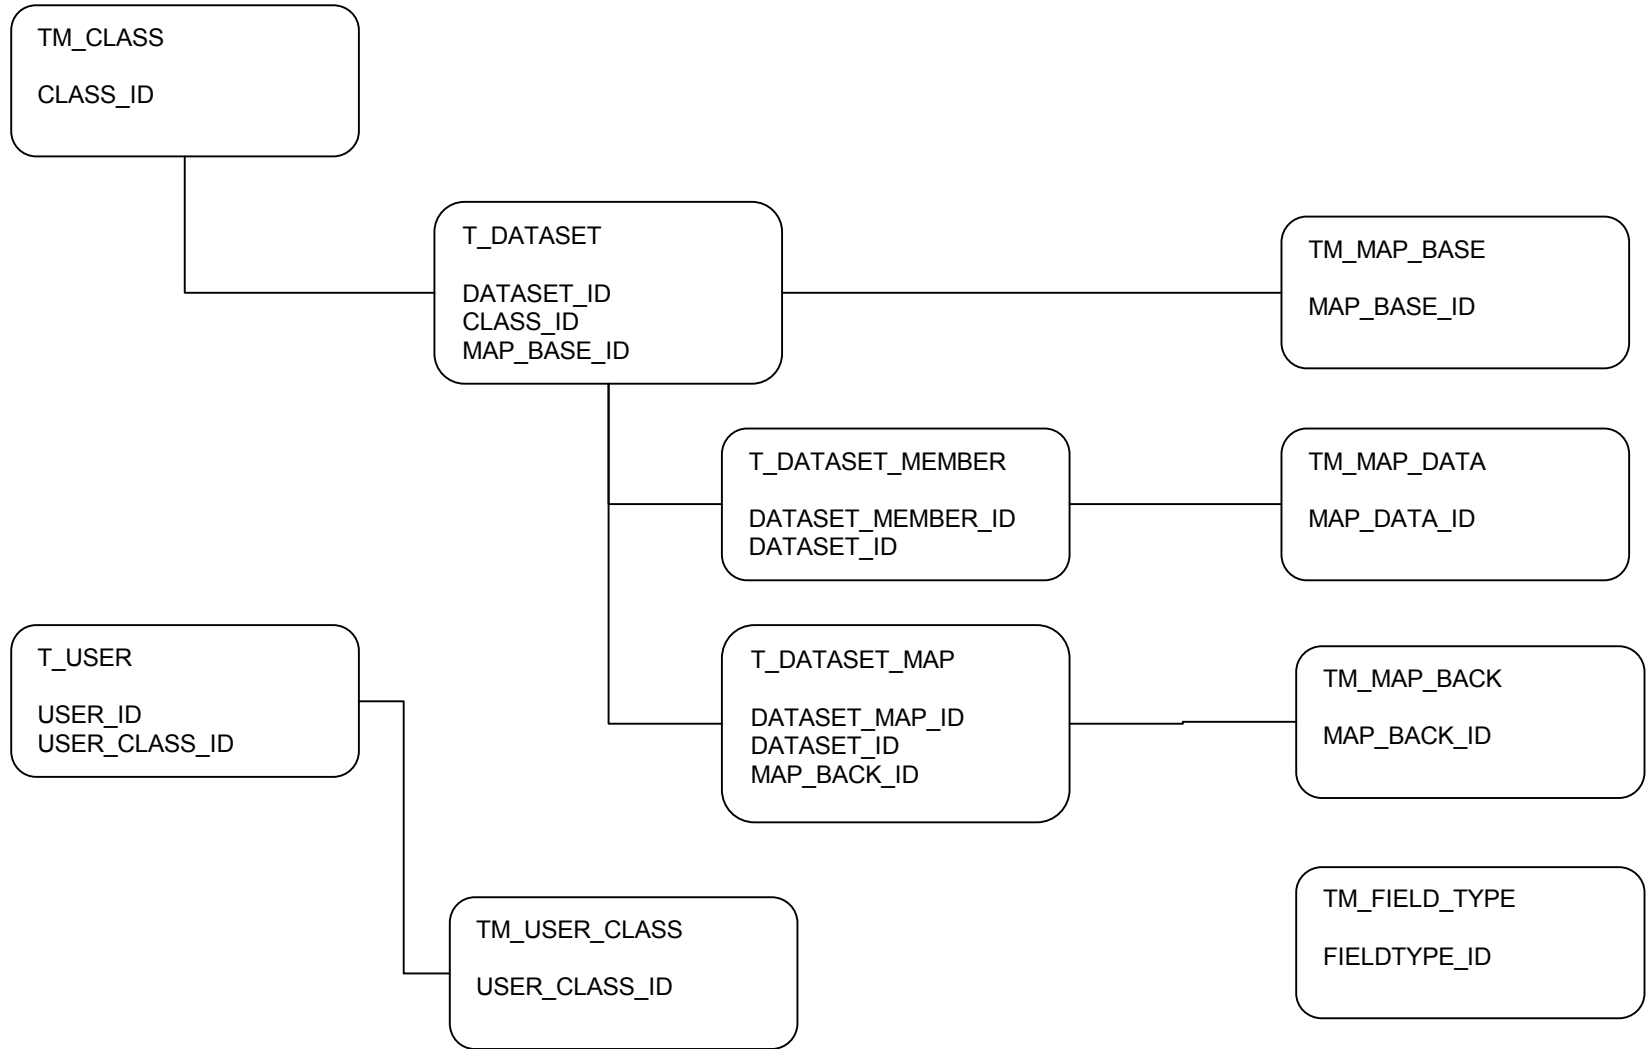 TM_CLASS
CLASS_ID
T_DATASET
DATASET_ID
CLASS_ID
MAP_BASE_ID
TM_MAP_BASE
MAP_BASE_ID
T_DATASET_MEMBER
DATASET_MEMBER_ID
DATASET_ID
TM_MAP_DATA
MAP_DATA_ID
T_USER
USER_ID
USER_CLASS_ID
T_DATASET_MAP
DATASET_MAP_ID
DATASET_ID
MAP_BACK_ID
TM_MAP_BACK
MAP_BACK_ID
TM_USER_CLASS
USER_CLASS_ID
TM_FIELD_TYPE
FIELDTYPE_ID